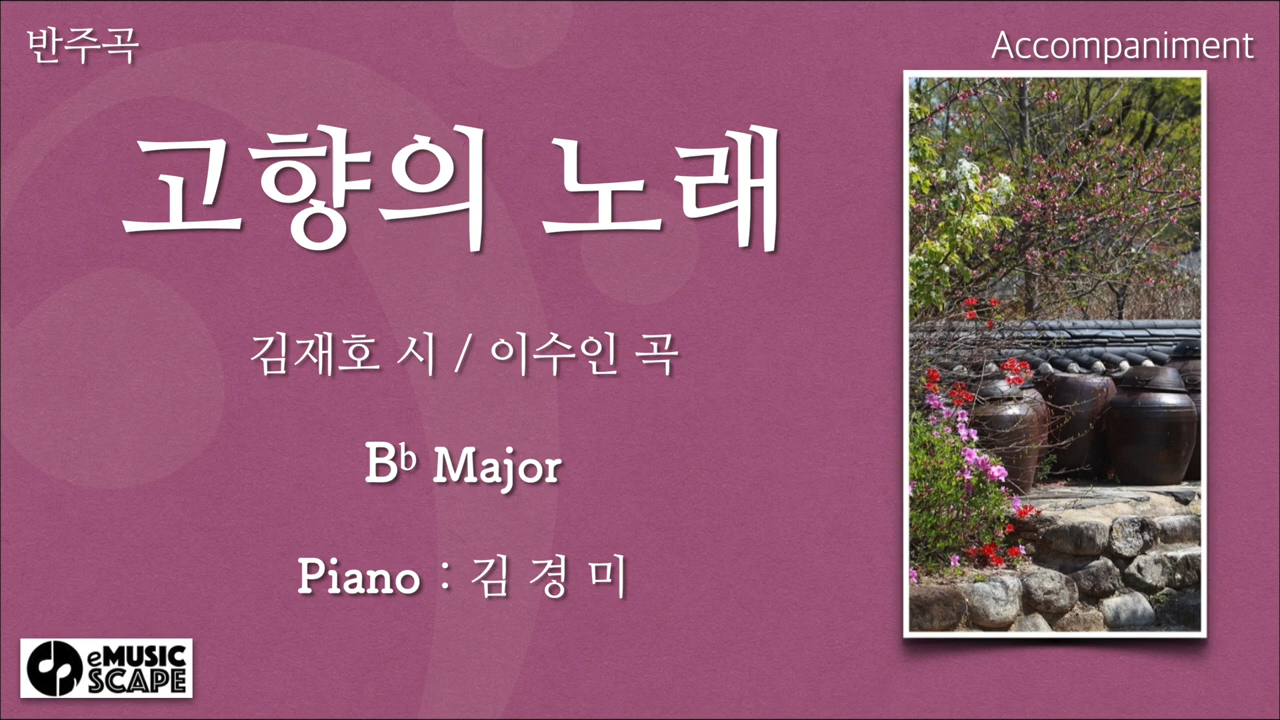 반주곡
Accompaniment
고향의 노래
김재호 시 / 이수인 곡
B♭ Major
Piano : 김 경 미
eMUSIC
SCAPE